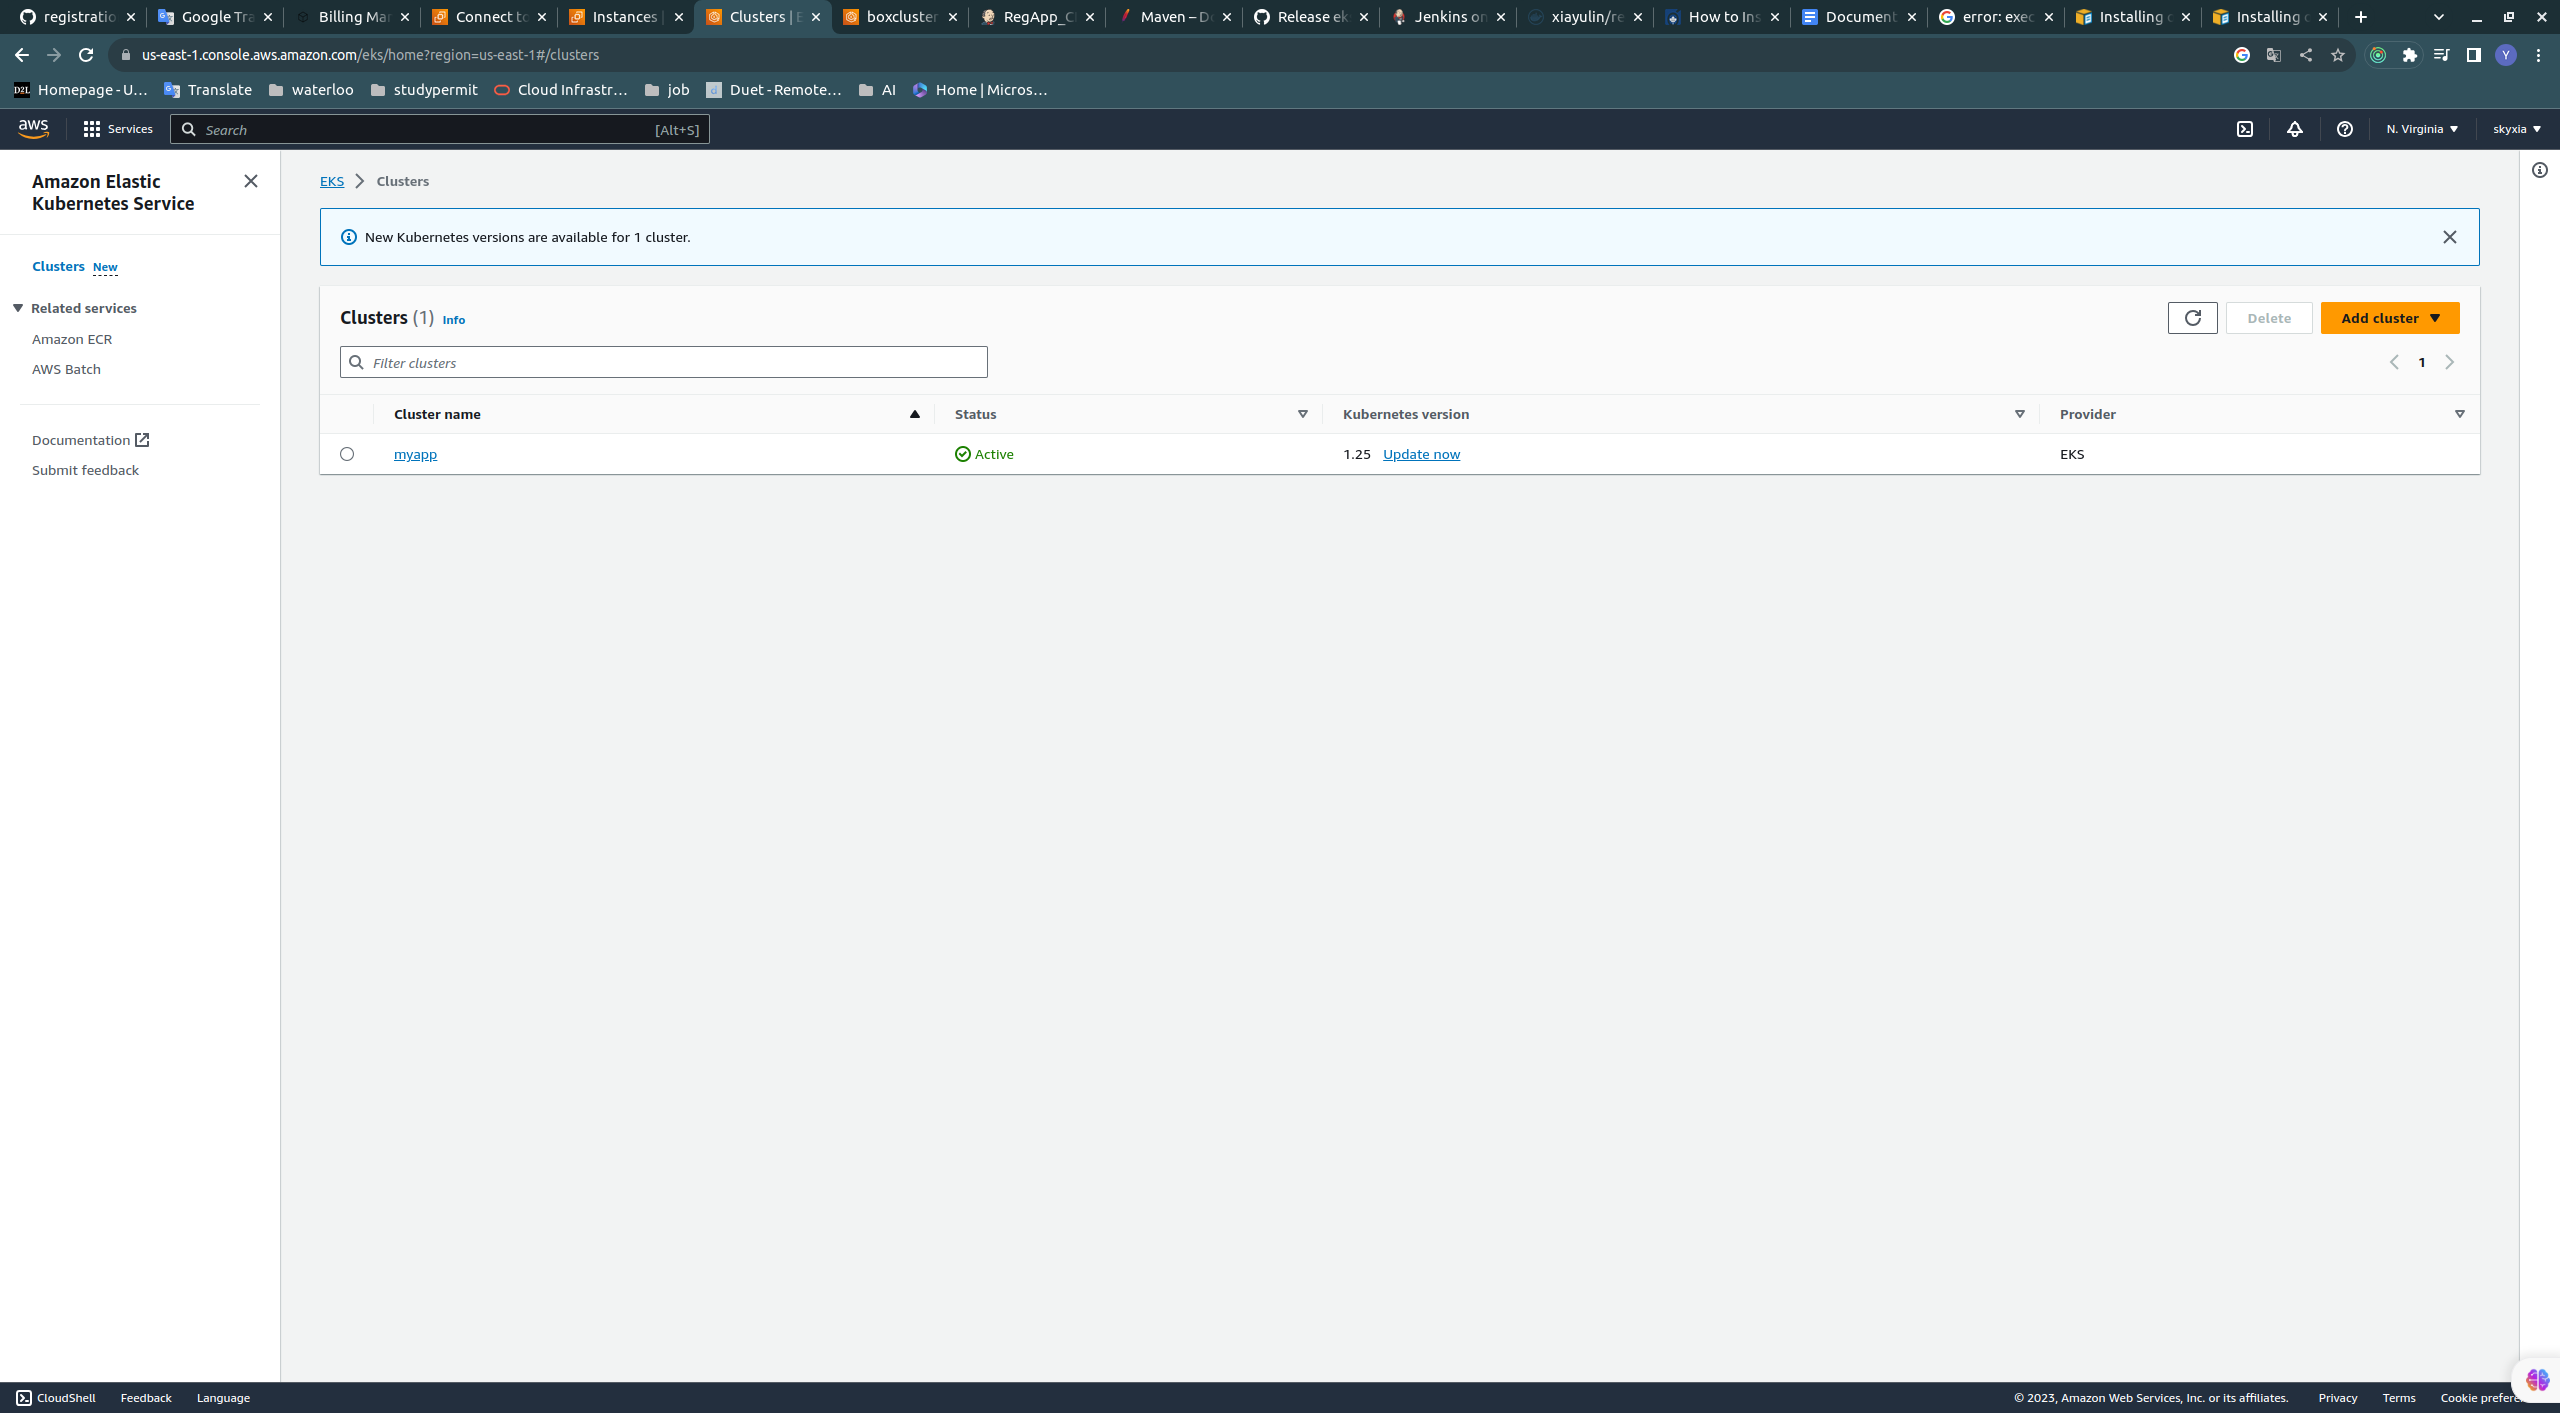 registratio
Google Tra
Billing Mar
Connect to
Instances |
Clusters | E
boxcluster
RegApp_C
Maven – Do
Release ek
Jenkins on
xiayulin/re
How to Ins
Document
error: exec
Installing
Installing
us-east-1.console.aws.amazon.com/eks/home?region=us-east-1#/clusters
Y
D2L Homepage - U...
Translate
waterloo
studypermit
Cloud Infrastr...
job
d Duet - Remote...
AI
Home | Micros...
aws
Services
Search
[Alt+S]
N. Virginia
skyxia
Amazon Elastic
Kubernetes Service
Clusters New
Related services
Amazon ECR
AWS Batch
Documentation
Submit feedback
EKS
Clusters
New Kubernetes versions are available for 1 cluster.
Clusters (1) Info
Delete
Add cluster
Filter clusters
1
Cluster name
Status
Kubernetes version
Provider
myapp
Active
1.25 Update now
EKS
CloudShell
Feedback
Language
© 2023, Amazon Web Services, Inc. or its affiliates.
Privacy
Terms
Cookie prefere